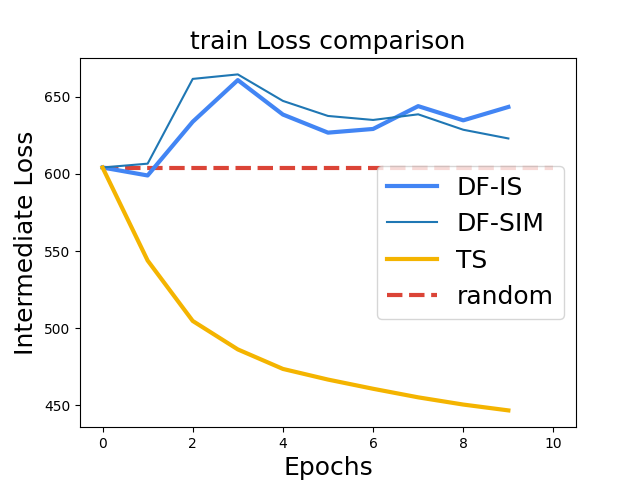 train Loss comparison
Intermediate Loss
650
600
550
500
450
DF-IS
DF-SIM
TS
random
0 2 4 6 8 10
Epochs